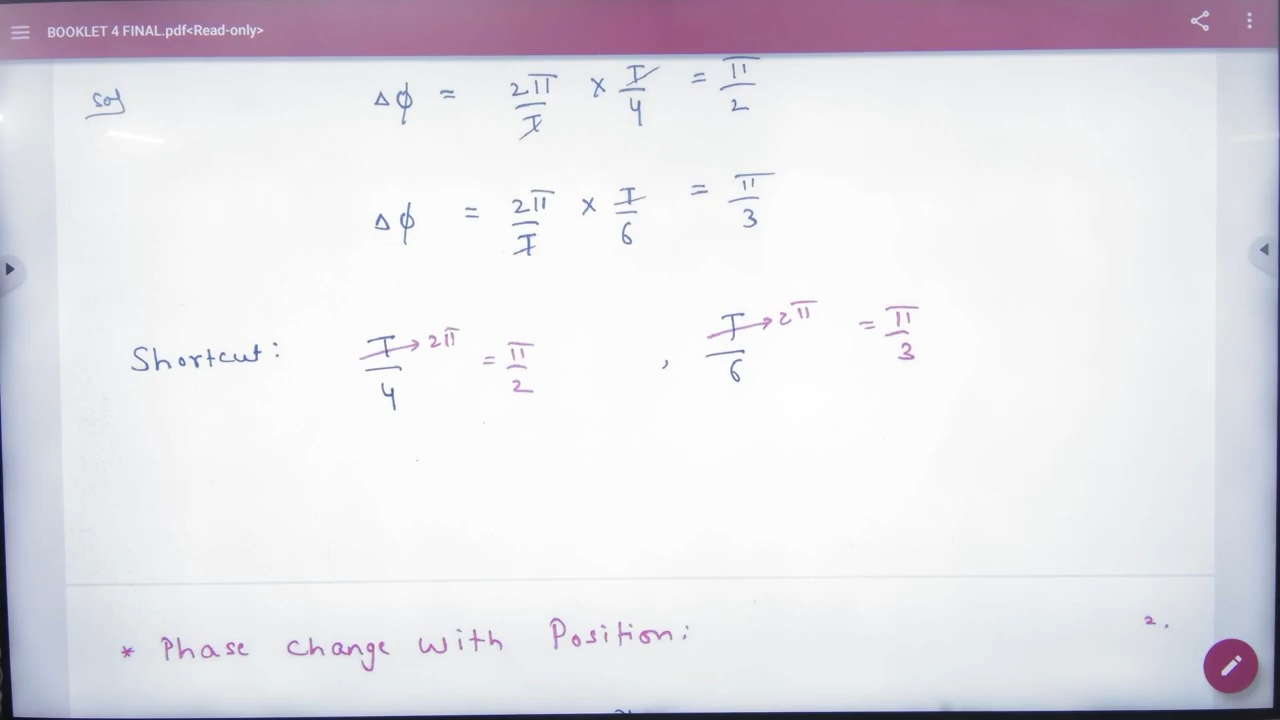 BOOKLET 4 FINAL.pdf<Read-only>
Sol Δϕ = 2π/T × T/4 = π/2
Δϕ = 2π/T × T/6 = π/3
Shortcut: T/4 → 2π = π/2 , T/6 → 2π = π/3
* Phase change with Position:
2.